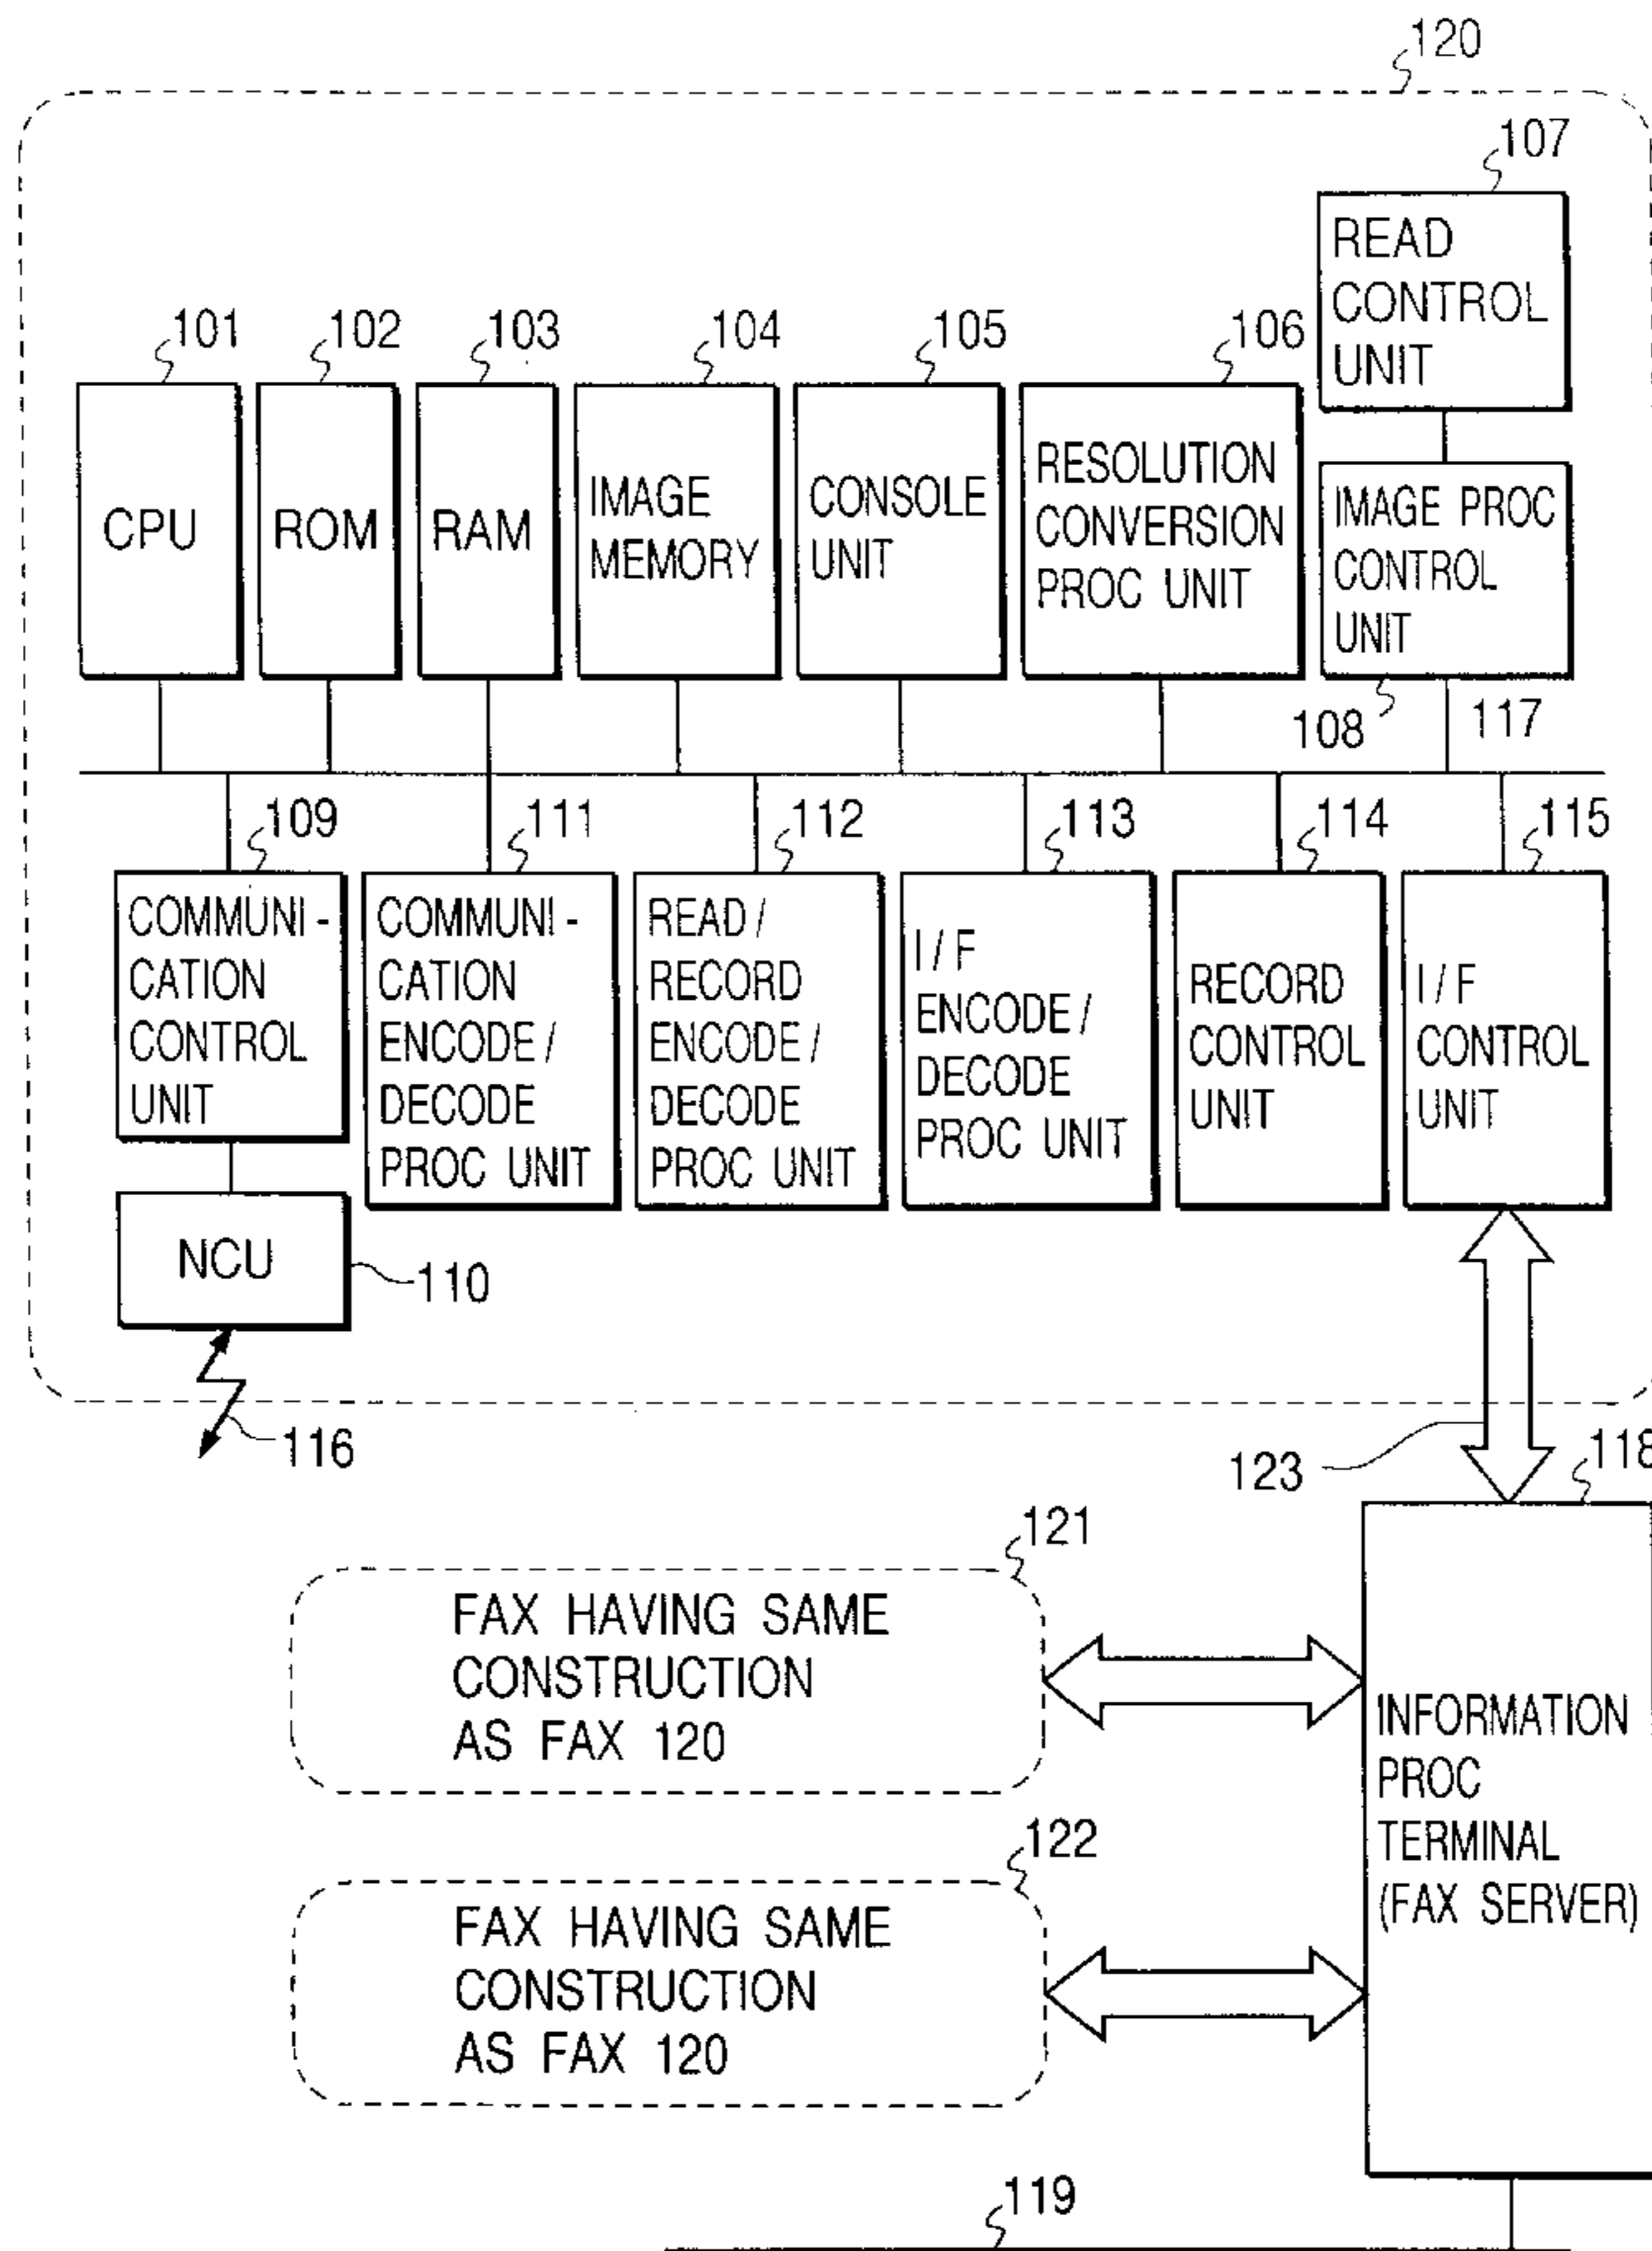 120
107
READ
CONTROL
UNIT
101
102
103
104
105
106
CPU
ROM
RAM
IMAGE
MEMORY
CONSOLE
UNIT
RESOLUTION
CONVERSION
PROC UNIT
IMAGE PROC
CONTROL
UNIT
108
117
109
111
112
113
114
115
COMMUNI-
CATION
CONTROL
UNIT
COMMUNI-
CATION
ENCODE/
DECODE
PROC UNIT
READ/
RECORD
ENCODE/
DECODE
PROC UNIT
I/F
ENCODE/
DECODE
PROC UNIT
RECORD
CONTROL
UNIT
I/F
CONTROL
UNIT
NCU
110
116
123
118
121
FAX HAVING SAME
CONSTRUCTION
AS FAX 120
INFORMATION
PROC
TERMINAL
(FAX SERVER)
122
FAX HAVING SAME
CONSTRUCTION
AS FAX 120
119